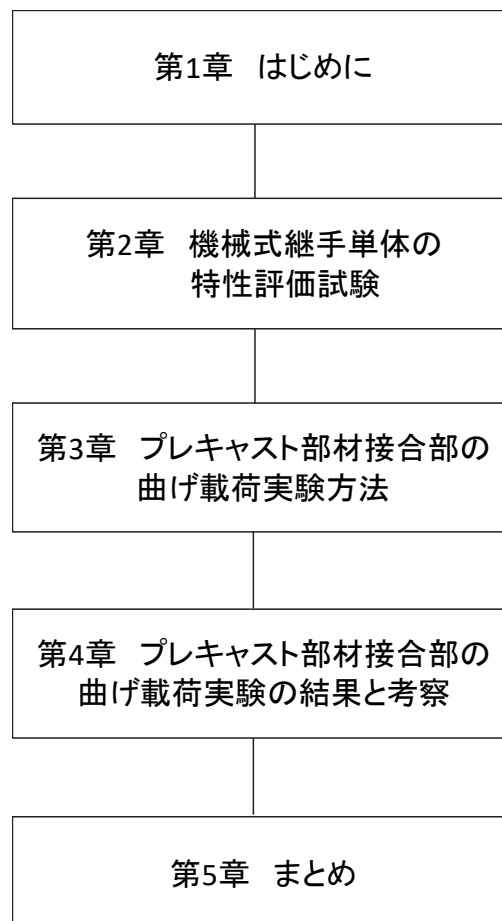 第1章　はじめに
第2章　機械式継手単体の
特性評価試験
第3章　プレキャスト部材接合部の
曲げ載荷実験方法
第4章　プレキャスト部材接合部の
曲げ載荷実験の結果と考察
第5章　まとめ